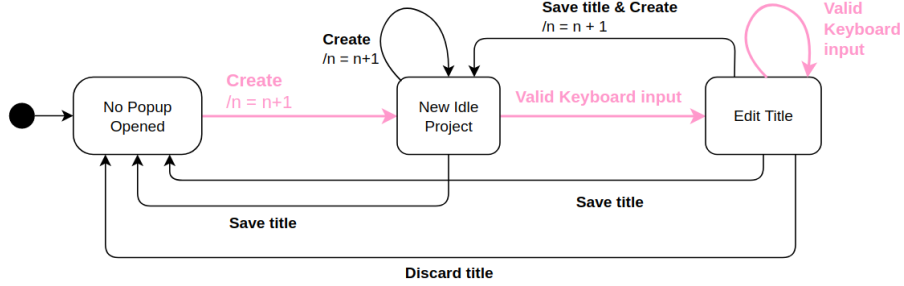 Save title & Create
/n = n + 1
Valid
Keyboard
input
Create
/n = n+1
Create
/n = n+1
No Popup
Opened
New Idle
Project
Valid Keyboard input
Edit Title
Save title
Save title
Discard title